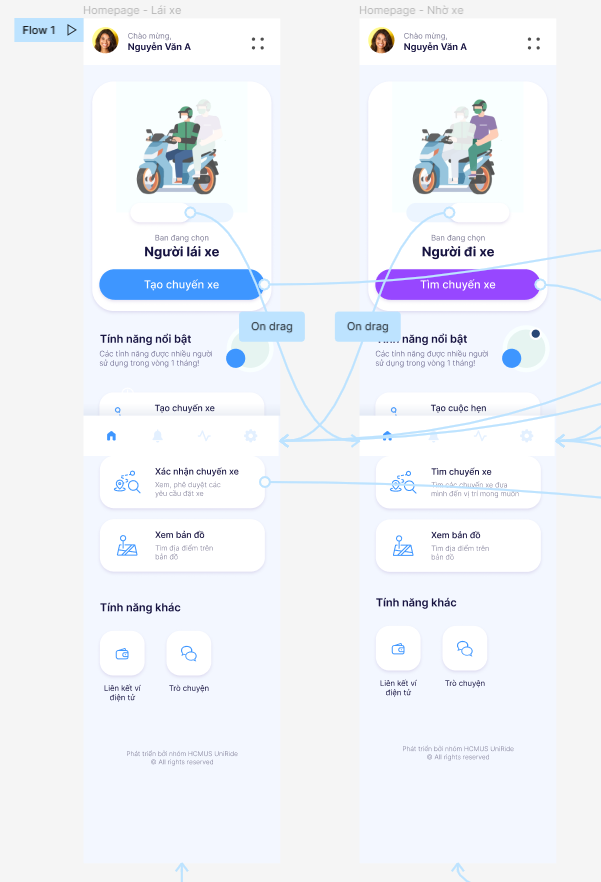 Homepage - Lái xe
Flow 1
Chào mừng,
Nguyễn Văn A
Bạn đang chọn
Người lái xe
Tạo chuyến xe
On drag
Tính năng nổi bật
Các tính năng được nhiều người
sử dụng trong vòng 1 tháng!
Tạo chuyến xe
Xác nhận chuyến xe
Xem, phê duyệt các
yêu cầu đặt xe
Xem bản đồ
Tìm địa điểm trên
bản đồ
Tính năng khác
Liên kết ví
điện tử
Trò chuyện
Phát triển bởi nhóm HCMUS UniRide
© All rights reserved
Homepage - Nhờ xe
Chào mừng,
Nguyễn Văn A
Bạn đang chọn
Người đi xe
Tìm chuyến xe
On drag
Tính năng nổi bật
Các tính năng được nhiều người
sử dụng trong vòng 1 tháng!
Tạo cuộc hẹn
Tìm chuyến xe
Tìm các chuyến xe đưa
mình đến vị trí mong muốn
Xem bản đồ
Tìm địa điểm trên
bản đồ
Tính năng khác
Liên kết ví
điện tử
Trò chuyện
Phát triển bởi nhóm HCMUS UniRide
© All rights reserved